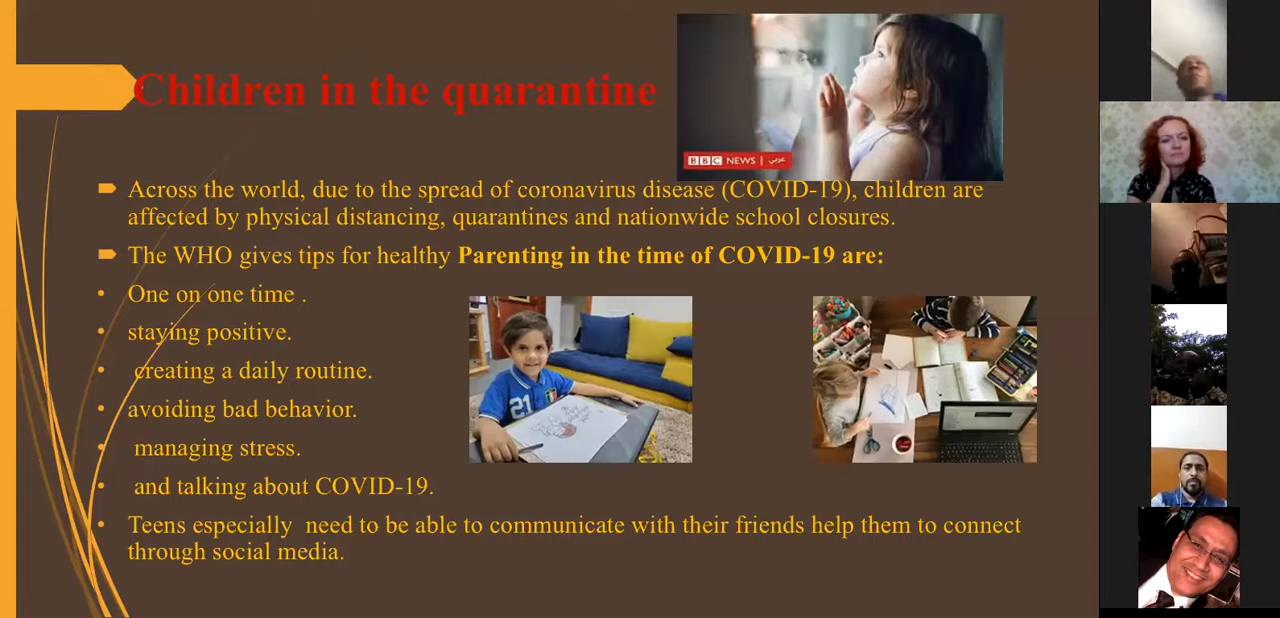 Children in the quarantine
BBC NEWS | عربي
Across the world, due to the spread of coronavirus disease (COVID-19), children are
affected by physical distancing, quarantines and nationwide school closures.
The WHO gives tips for healthy Parenting in the time of COVID-19 are:
One on one time .
staying positive.
creating a daily routine.
avoiding bad behavior.
managing stress.
and talking about COVID-19.
Teens especially need to be able to communicate with their friends help them to connect
through social media.
21